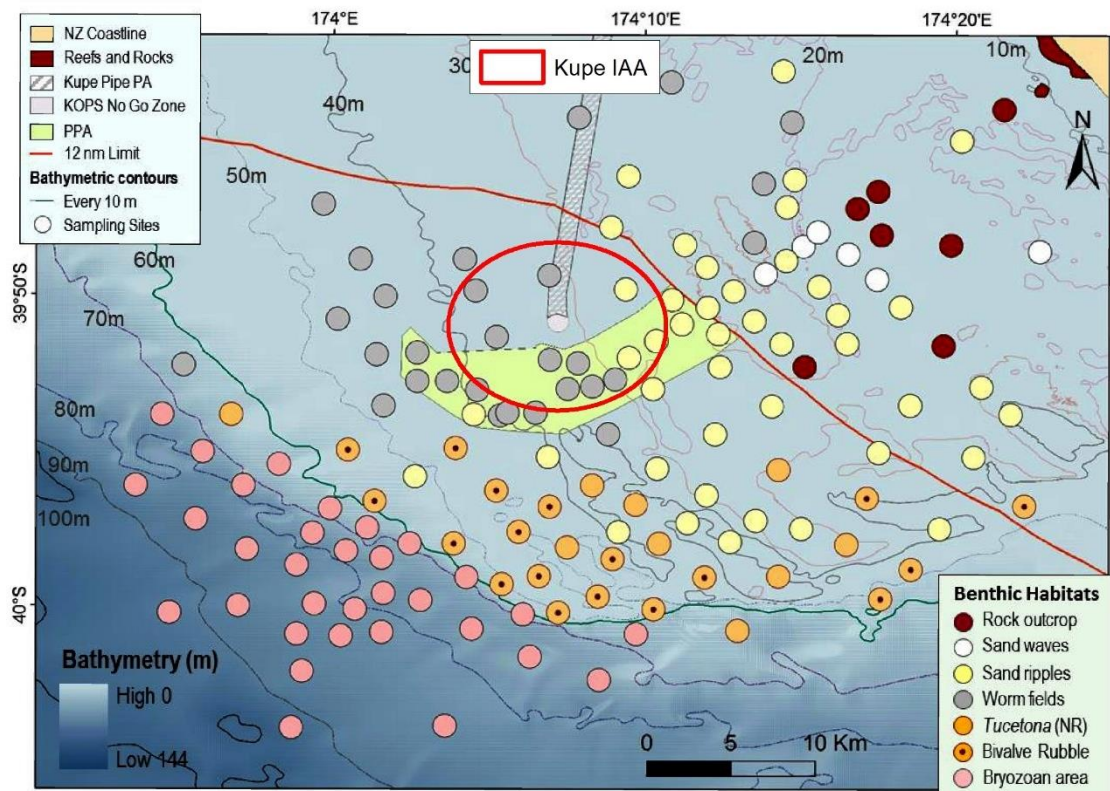 174°E
174°10'E
174°20'E
NZ Coastline
Reefs and Rocks
Kupe Pipe PA
KOPS No Go Zone
PPA
12 nm Limit
Bathymetric contours
Every 10 m
Sampling Sites
Kupe IAA
30
20m
10m
40m
N
50m
60m
39°50'S
70m
80m
90m
100m
40°S
Bathymetry (m)
High 0
Low 144
0 5 10 Km
Benthic Habitats
Rock outcrop
Sand waves
Sand ripples
Worm fields
Tucetona (NR)
Bivalve Rubble
Bryozoan area